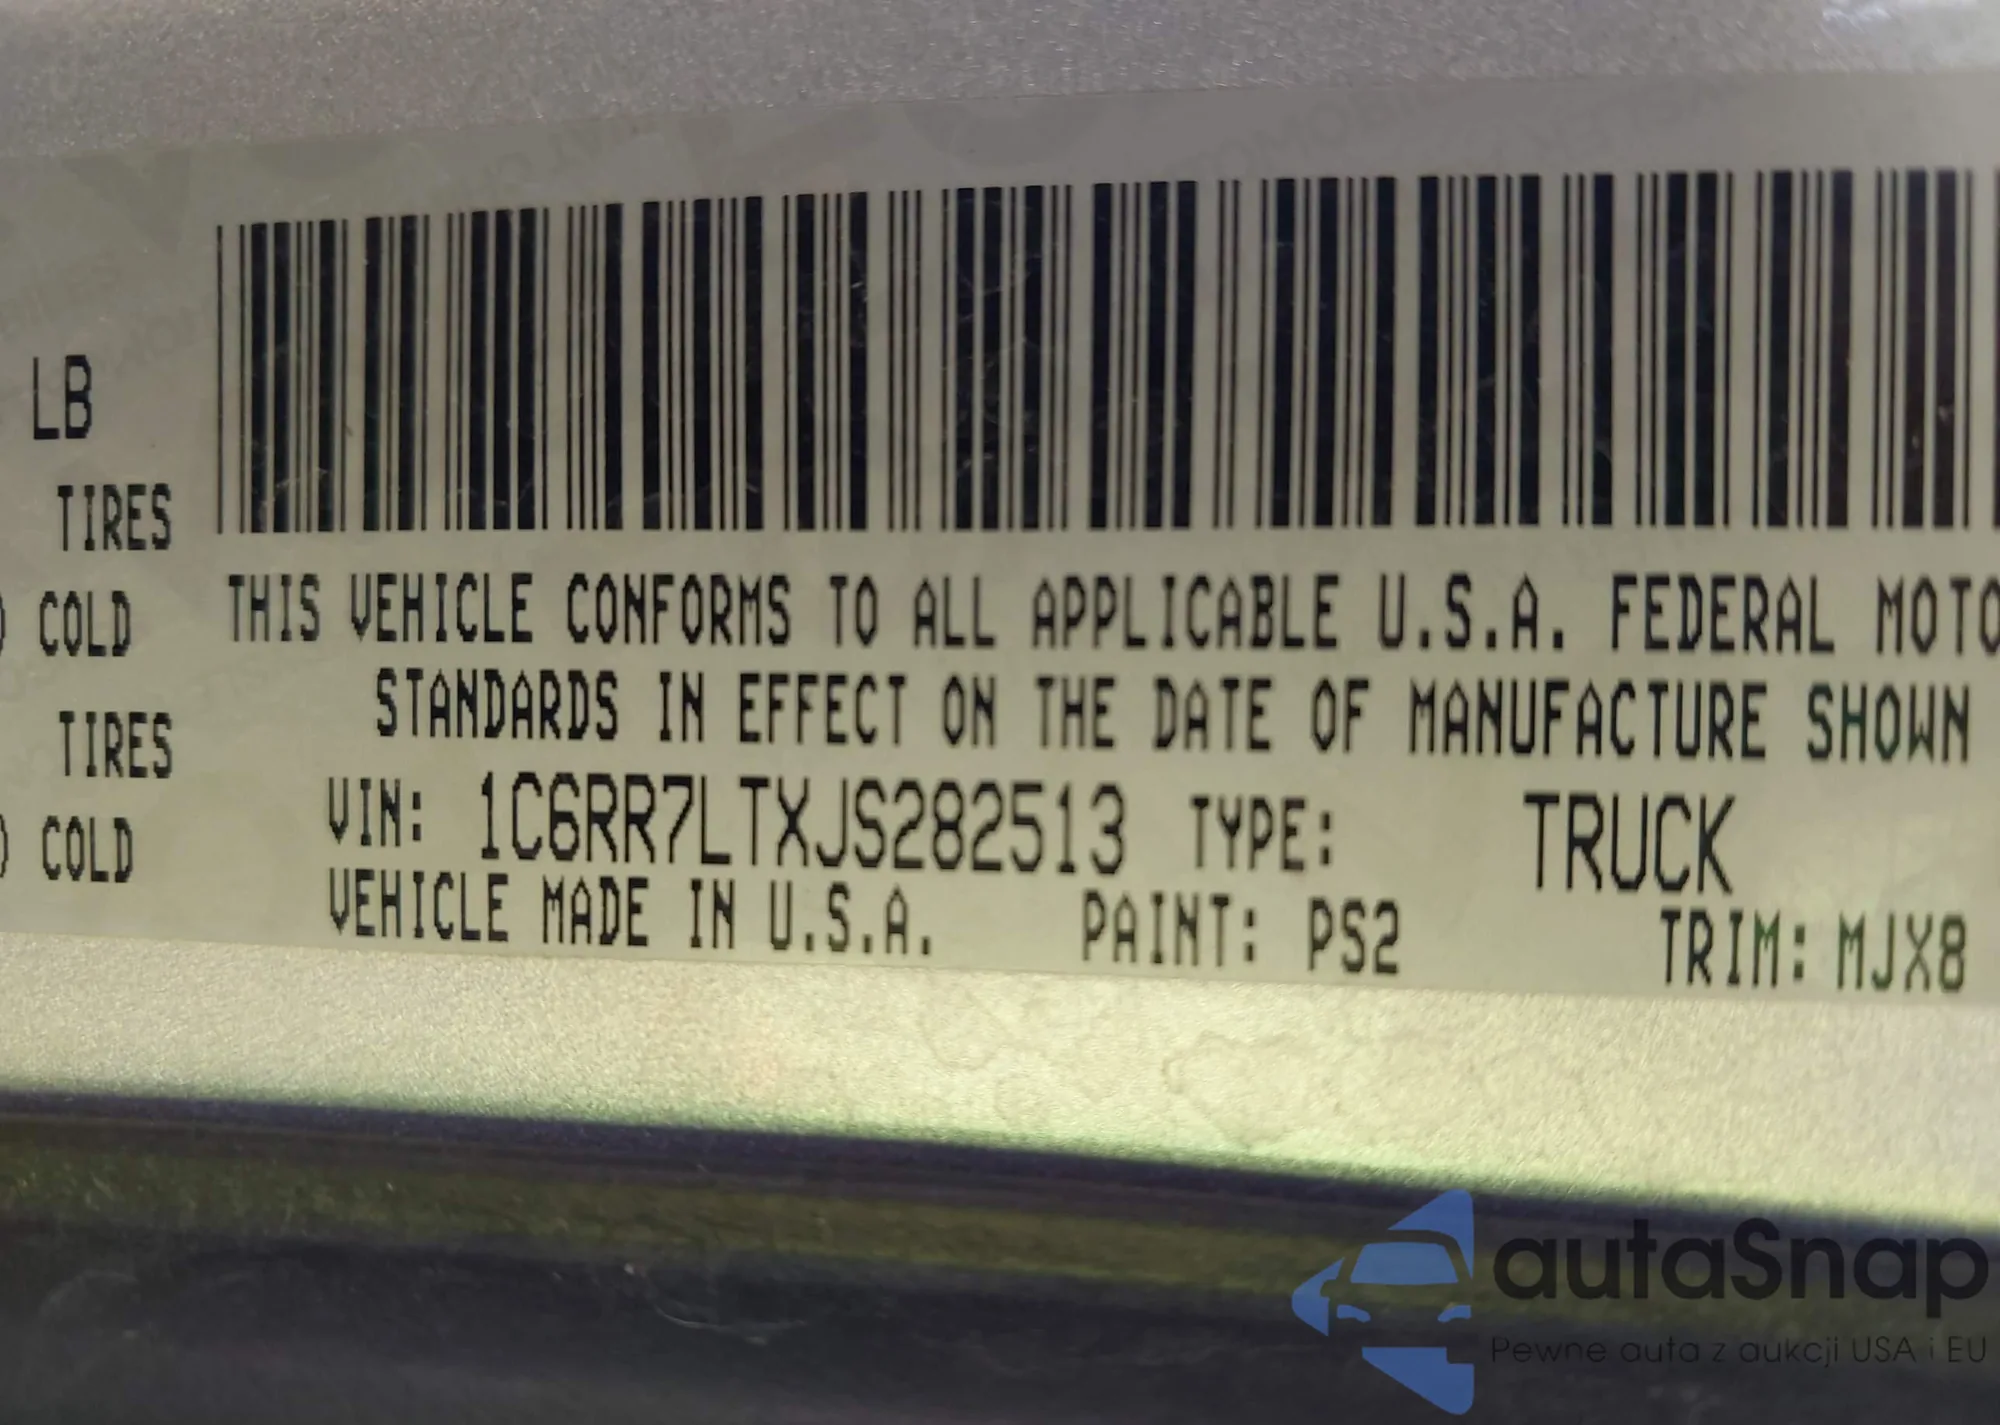 LB
TIRES
COLD
TIRES
COLD
THIS VEHICLE CONFORMS TO ALL APPLICABLE U.S.A. FEDERAL MOTO
STANDARDS IN EFFECT ON THE DATE OF MANUFACTURE SHOWN
VIN: 1C6RR7LTXJS282513 TYPE: TRUCK
VEHICLE MADE IN U.S.A. PAINT: PS2 TRIM: MJX8
autaSnap
Pewne auta z aukcji USA i EU